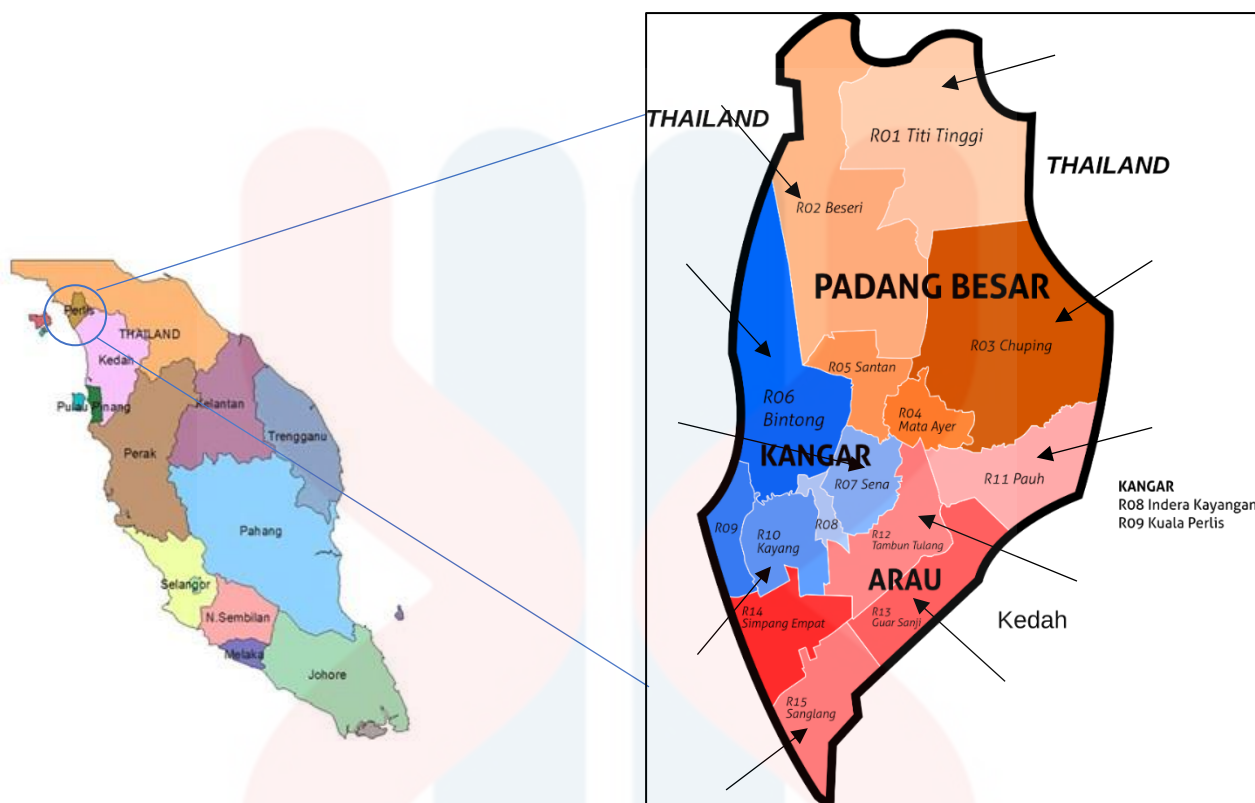 Perlis
THAILAND
Kedah
Pulau Pinang
Kelantan
Trengganu
Perak
Pahang
Selangor
N.Sembilan
Melaka
Johore
THAILAND
R01 Titi Tinggi
THAILAND
R02 Beseri
PADANG BESAR
R03 Chuping
R05 Santan
R06
Bintong
R04
Mata Ayer
KANGAR
R07 Sena
R11 Pauh
KANGAR
R08 Indera Kayangan
R09 Kuala Perlis
R09
R10
Kayang
R08
R12
Tambun Tulang
ARAU
R14
Simpang Empat
R13
Guar Sanji
Kedah
R15
Sanglang